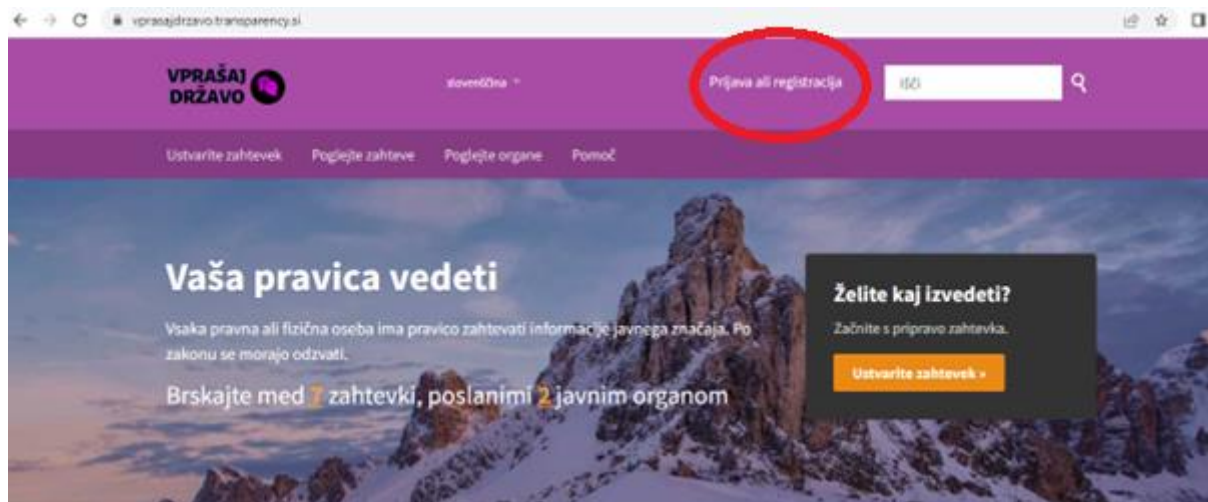 vprasajdrzavo.transparency.si
VPRAŠAJ
DRŽAVO
slovenščina
Prijava ali registracija
išči
Ustvarite zahtevek Poglejte zahteve Poglejte organe Pomoč
Vaša pravica vedeti
Vsaka pravna ali fizična oseba ima pravico zahtevati informacije javnega značaja. Po
zakonu se morajo odzvati.
Brskajte med 7 zahtevki, poslanimi 2 javnim organom
Želite kaj izvedeti?
Začnite s pripravo zahtevka.
Ustvarite zahtevek »